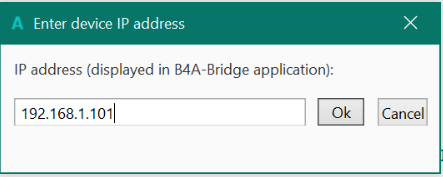 A Enter device IP address
IP address (displayed in B4A-Bridge application):
192.168.1.101 Ok Cancel